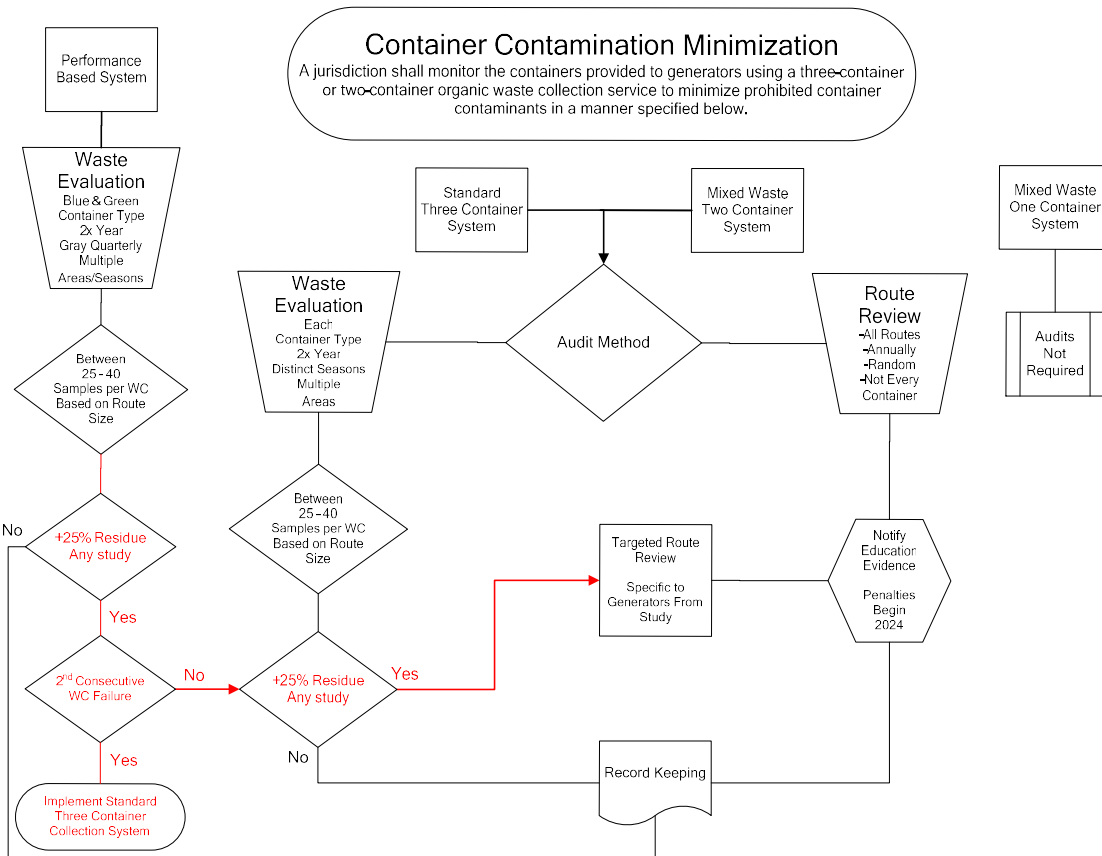 Container Contamination Minimization
A jurisdiction shall monitor the containers provided to generators using a three-container
or two-container organic waste collection service to minimize prohibited container
contaminants in a manner specified below.
Performance
Based System
Waste
Evaluation
Blue & Green
Container Type
2x Year
Gray Quarterly
Multiple
Areas/Seasons
Between
25-40
Samples per WC
Based on Route
Size
No
+25% Residue
Any study
Yes
2nd Consecutive
WC Failure
No
Yes
Implement Standard
Three Container
Collection System
Standard
Three Container
System
Mixed Waste
Two Container
System
Audit Method
Waste
Evaluation
Each
Container Type
2x Year
Distinct Seasons
Multiple
Areas
Between
25-40
Samples per WC
Based on Route
Size
+25% Residue
Any study
Yes
No
Targeted Route
Review
Specific to
Generators From
Study
Record Keeping
Route
Review
-All Routes
-Annually
-Random
-Not Every
Container
Notify
Education
Evidence
Penalties
Begin
2024
Mixed Waste
One Container
System
Audits
Not
Required